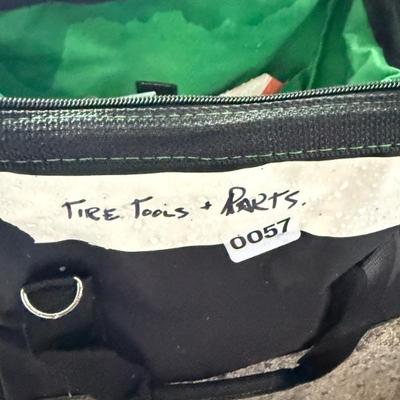 TIRE TOOLS + PARTS.
0057